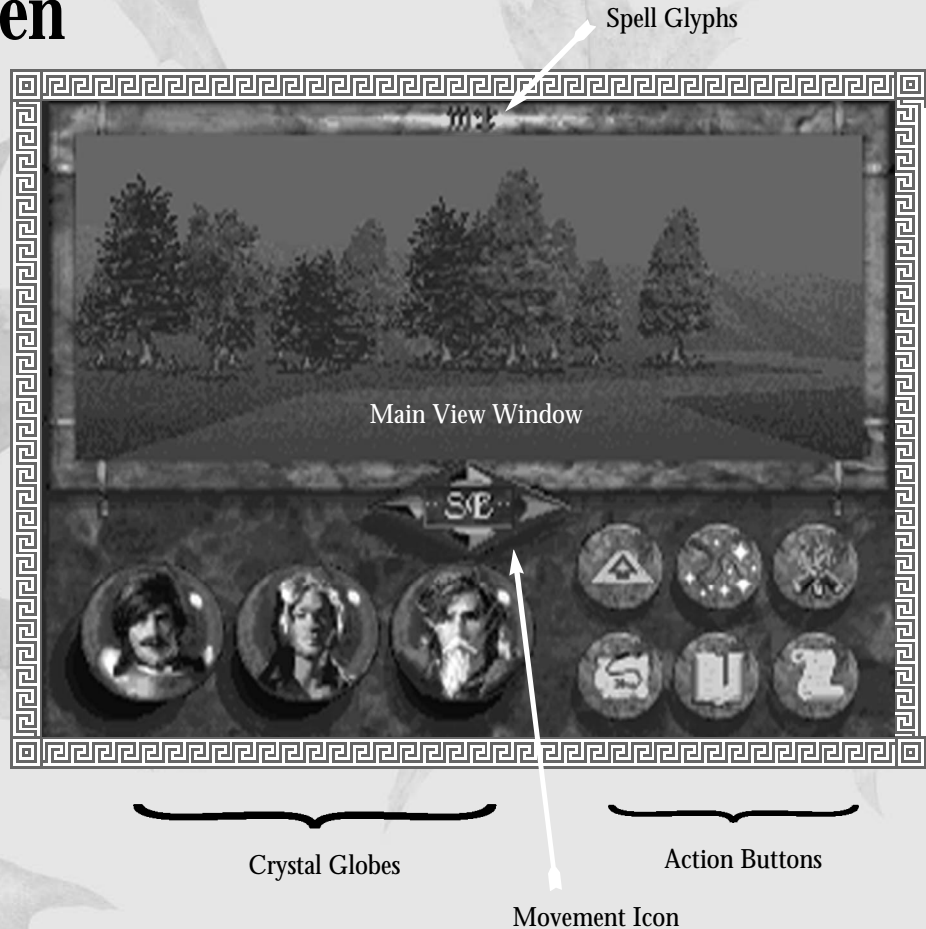 en
Spell Glyphs
Main View Window
SE
Crystal Globes
Action Buttons
Movement Icon